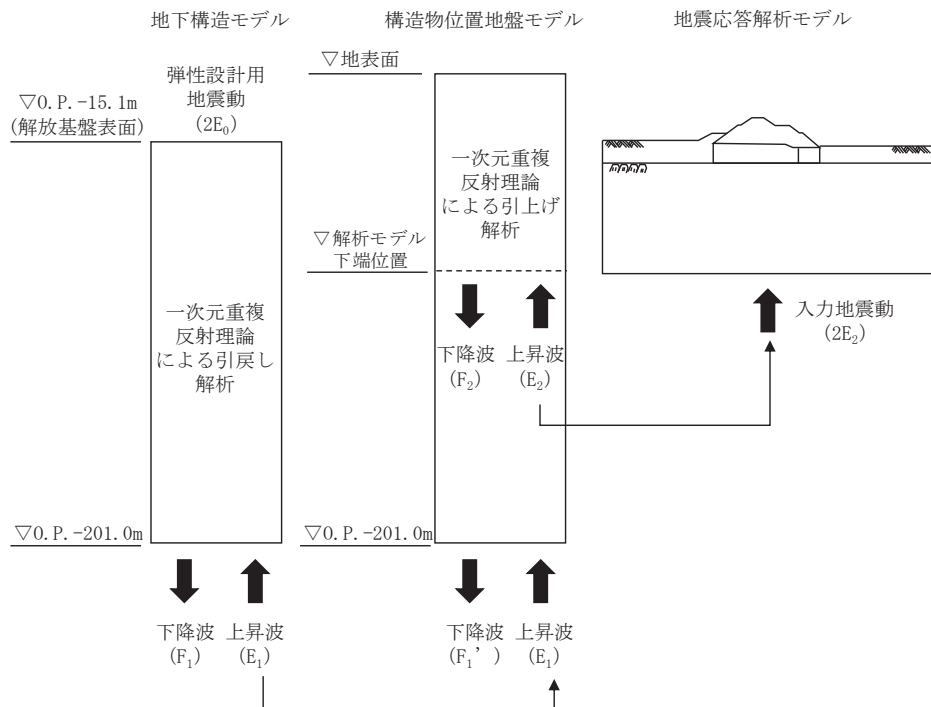 地下構造モデル
弾性設計用
地震動
(2E₀)
▽O.P.-15.1m
(解放基盤表面)
一次元重複
反射理論
による引戻し
解析
▽O.P.-201.0m
下降波
(F₁)
上昇波
(E₁)
構造物位置地盤モデル
▽地表面
一次元重複
反射理論
による引上げ
解析
▽解析モデル
下端位置
下降波
(F₂)
上昇波
(E₂)
▽O.P.-201.0m
下降波
(F₁’)
上昇波
(E₁)
地震応答解析モデル
入力地震動
(2E₂)